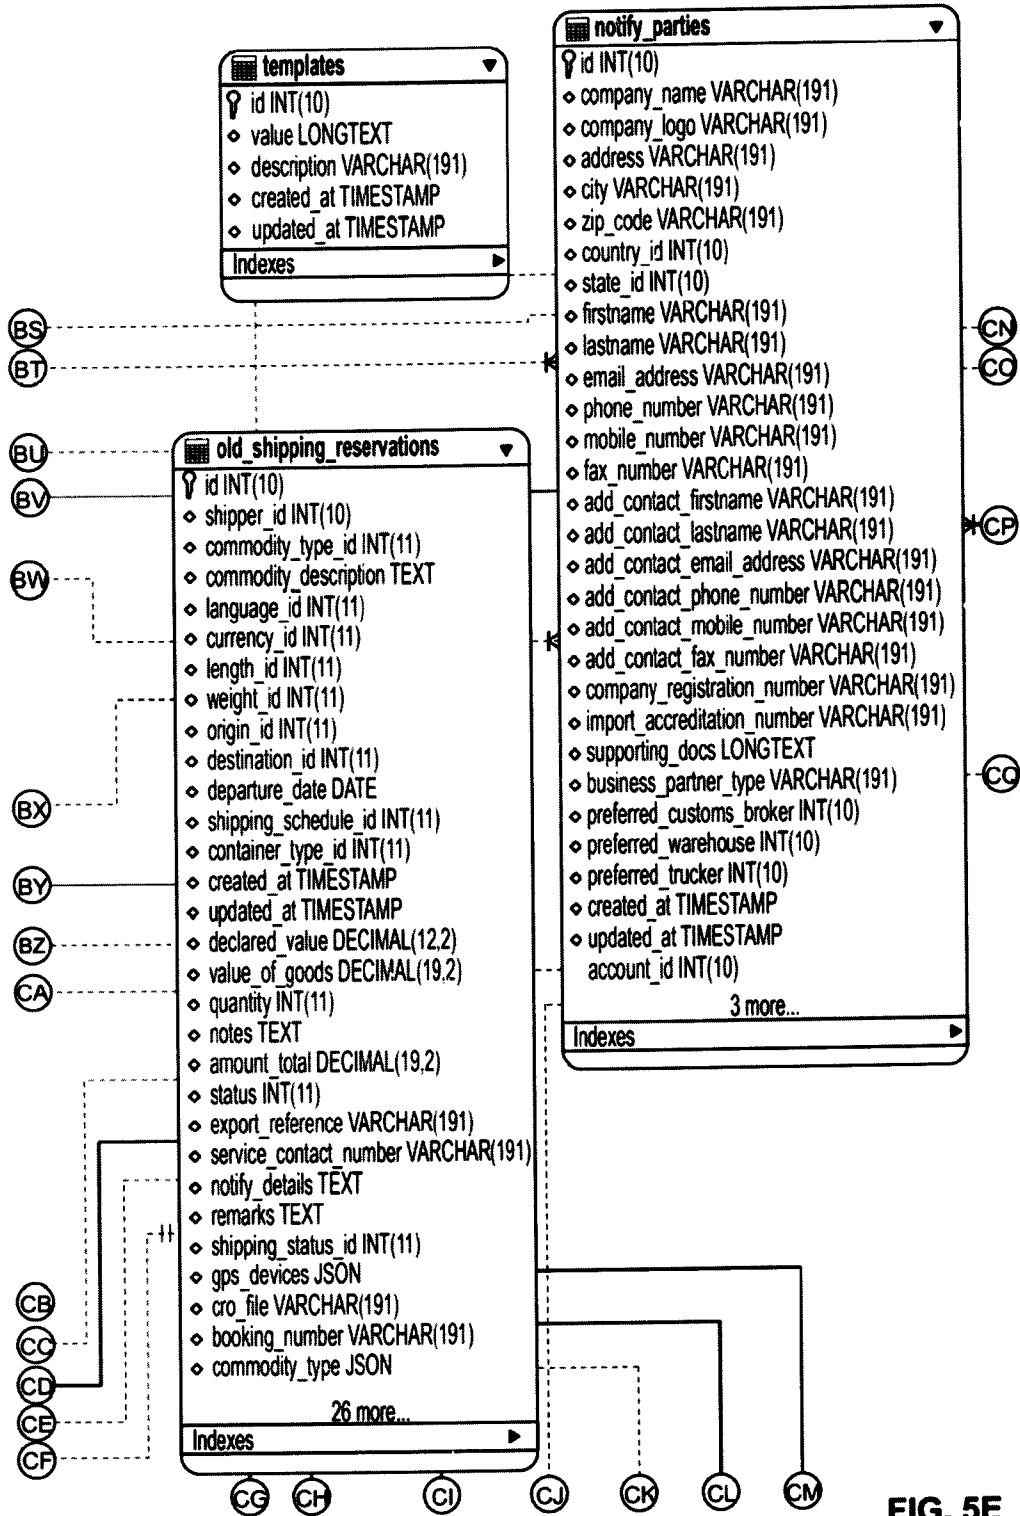 templates
id INT(10)
value LONGTEXT
description VARCHAR(191)
created_at TIMESTAMP
updated_at TIMESTAMP
Indexes
notify_parties
id INT(10)
company_name VARCHAR(191)
company_logo VARCHAR(191)
address VARCHAR(191)
city VARCHAR(191)
zip_code VARCHAR(191)
country_id INT(10)
state_id INT(10)
firstname VARCHAR(191)
lastname VARCHAR(191)
email_address VARCHAR(191)
phone_number VARCHAR(191)
mobile_number VARCHAR(191)
fax_number VARCHAR(191)
add_contact_firstname VARCHAR(191)
add_contact_lastname VARCHAR(191)
add_contact_email_address VARCHAR(191)
add_contact_phone_number VARCHAR(191)
add_contact_mobile_number VARCHAR(191)
add_contact_fax_number VARCHAR(191)
company_registration_number VARCHAR(191)
import_accreditation_number VARCHAR(191)
supporting_docs LONGTEXT
business_partner_type VARCHAR(191)
preferred_customs_broker INT(10)
preferred_warehouse INT(10)
preferred_trucker INT(10)
created_at TIMESTAMP
updated_at TIMESTAMP
account_id INT(10)
3 more...
Indexes
old_shipping_reservations
id INT(10)
shipper_id INT(10)
commodity_type_id INT(11)
commodity_description TEXT
language_id INT(11)
currency_id INT(11)
length_id INT(11)
weight_id INT(11)
origin_id INT(11)
destination_id INT(11)
departure_date DATE
shipping_schedule_id INT(11)
container_type_id INT(11)
created_at TIMESTAMP
updated_at TIMESTAMP
declared_value DECIMAL(12,2)
value_of_goods DECIMAL(19,2)
quantity INT(11)
notes TEXT
amount_total DECIMAL(19,2)
status INT(11)
export_reference VARCHAR(191)
service_contact_number VARCHAR(191)
notify_details TEXT
remarks TEXT
shipping_status_id INT(11)
gps_devices JSON
cro_file VARCHAR(191)
booking_number VARCHAR(191)
commodity_type JSON
26 more...
Indexes
BS
BT
BU
BV
BW
BX
BY
BZ
CA
CB
CC
CD
CE
CF
CG
CH
CI
CJ
CK
CL
CM
CN
CO
CP
CQ
FIG. 5E